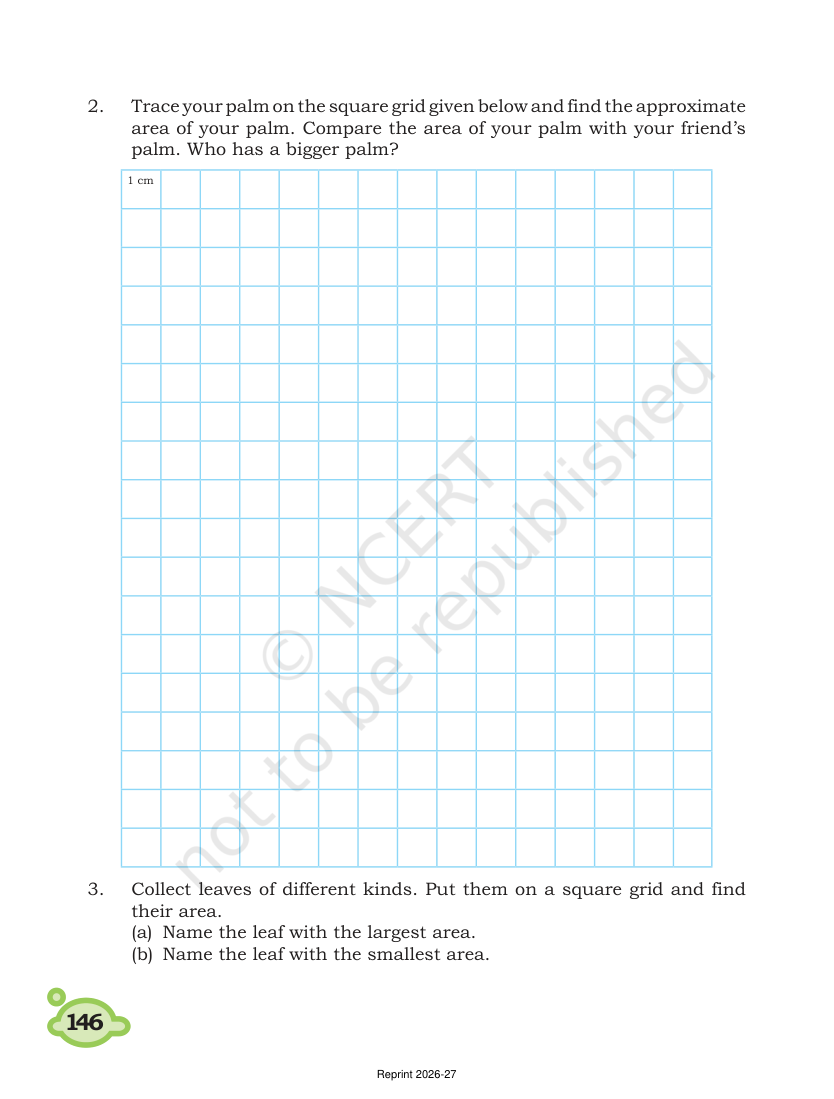 2. Trace your palm on the square grid given below and find the approximate
area of your palm. Compare the area of your palm with your friend’s
palm. Who has a bigger palm?
1 cm
© NCERT
not to be republished
3. Collect leaves of different kinds. Put them on a square grid and find
their area.
(a) Name the leaf with the largest area.
(b) Name the leaf with the smallest area.
146
Reprint 2026-27